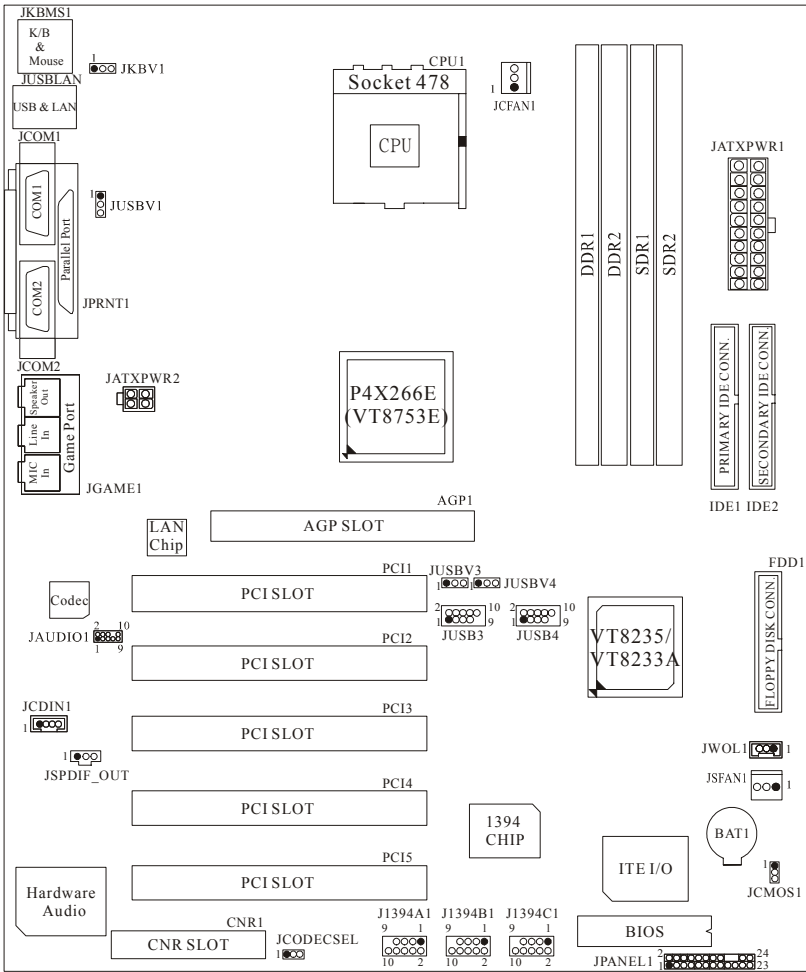 JKBMS1
K/B
&
Mouse
1
JKBV1
JUSBLAN
USB & LAN
JCOM1
COM1
Parallel Port
1
JUSBV1
COM2
JPRNT1
JCOM2
CPU1
Socket 478
CPU
1
JCFAN1
DDR1
DDR2
SDR1
SDR2
JATXPWR1
JATXPWR2
Speaker
Out
Line
In
MIC
In
Game Port
JGAME1
P4X266E
(VT8753E)
PRIMARY IDE CONN.
SECONDARY IDE CONN.
IDE1 IDE2
LAN
Chip
AGP1
AGP SLOT
FDD1
FLOPPY DISK CONN.
Codec
PCI1
PCI SLOT
JUSBV3
1
1
JUSBV4
2 10
1 9
JUSB3
2 10
1 9
JUSB4
VT8235/
VT8233A
2 10
JAUDIO1
1 9
PCI2
PCI SLOT
JCDIN1
1
PCI3
PCI SLOT
1
JSPDIF_OUT
JWOL1
1
JSFAN1
1
PCI4
PCI SLOT
1394
CHIP
BAT1
ITE I/O
1
JCMOS1
PCI5
PCI SLOT
Hardware
Audio
CNR1
CNR SLOT
JCODECSEL
1
J1394A1
9 1
10 2
J1394B1
9 1
10 2
J1394C1
9 1
10 2
BIOS
JPANEL1
2 24
1 23